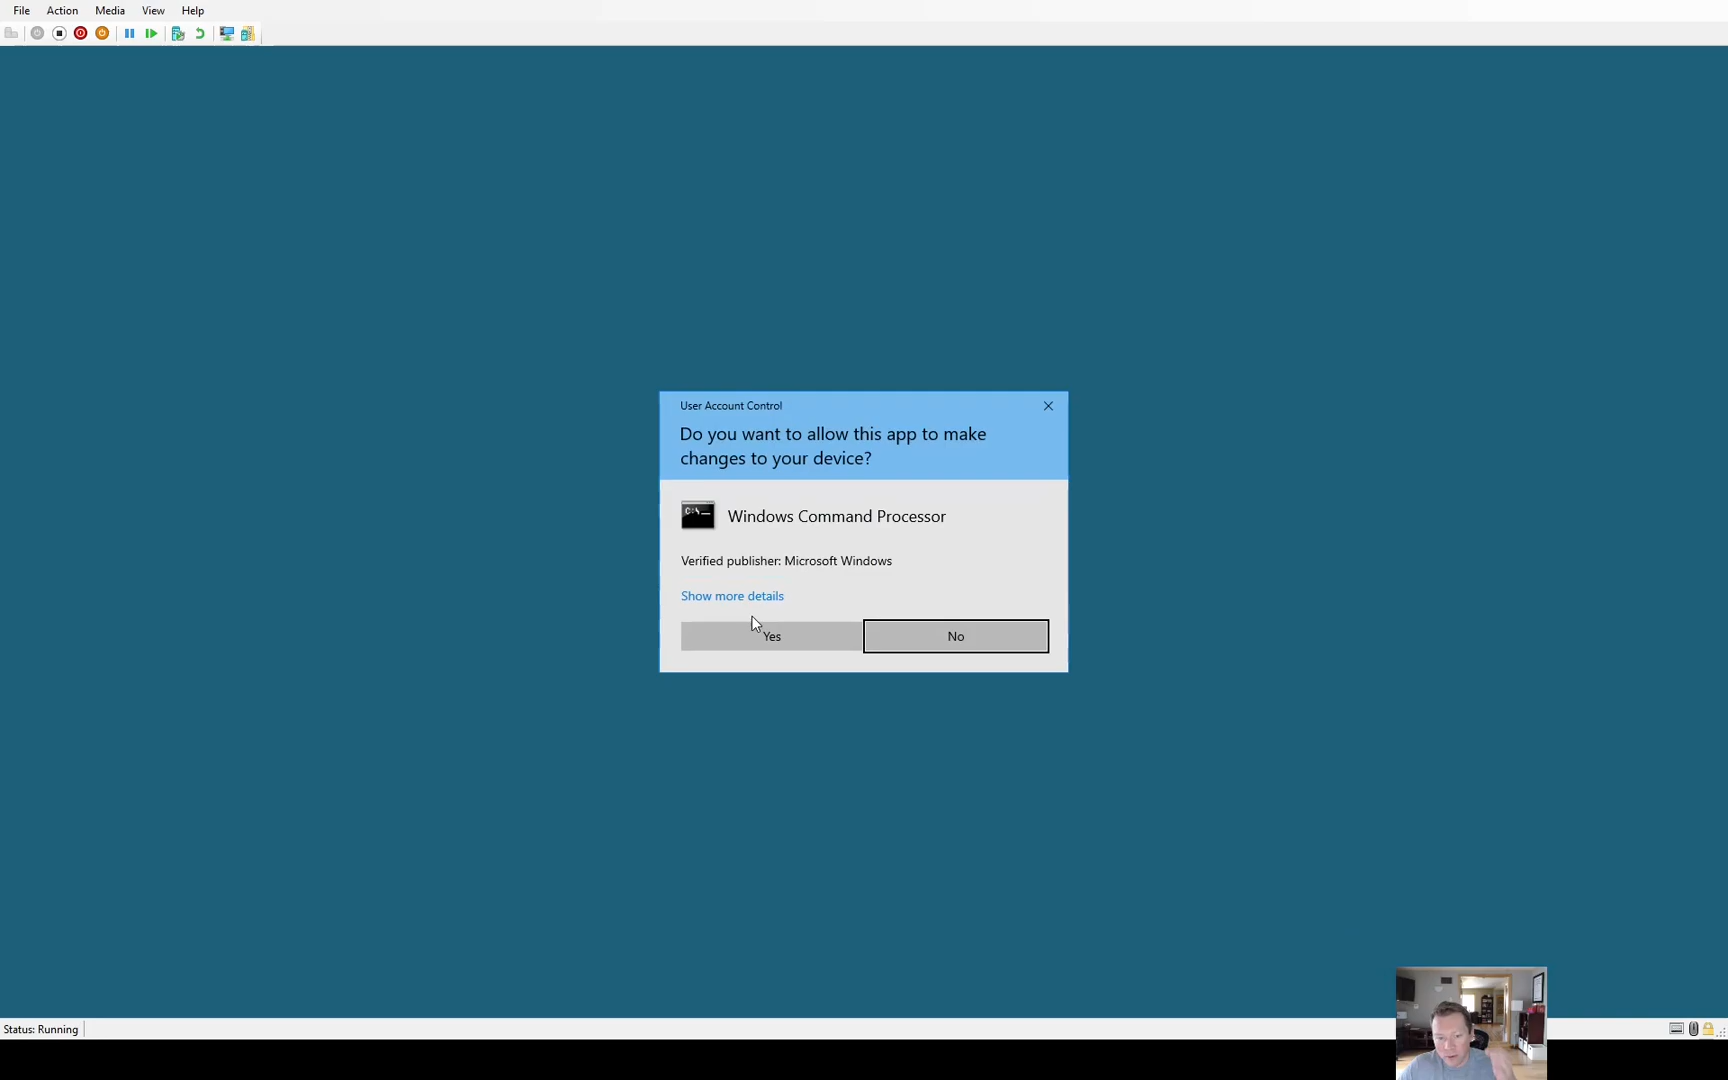 File Action Media View Help
User Account Control
Do you want to allow this app to make
changes to your device?
C:\
Windows Command Processor
Verified publisher: Microsoft Windows
Show more details
Yes No
Status: Running